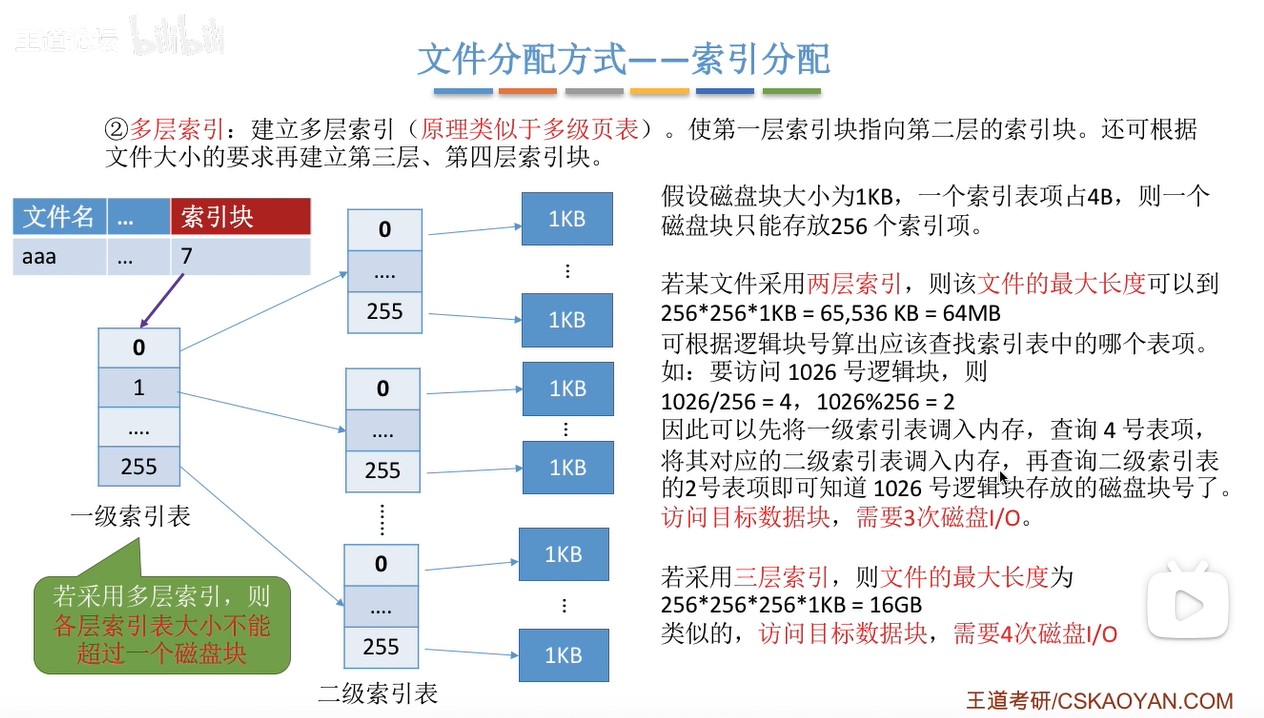 王道论坛 bilibili
文件分配方式——索引分配
②多层索引：建立多层索引（原理类似于多级页表）。使第一层索引块指向第二层的索引块。还可根据
文件大小的要求再建立第三层、第四层索引块。
文件名 ... 索引块
aaa ... 7
0
1
....
255
一级索引表
若采用多层索引，则
各层索引表大小不能
超过一个磁盘块
0
....
255
0
....
255
0
....
255
二级索引表
1KB
1KB
1KB
1KB
1KB
1KB
假设磁盘块大小为1KB，一个索引表项占4B，则一个
磁盘块只能存放256 个索引项。
若某文件采用两层索引，则该文件的最大长度可以到
256*256*1KB = 65,536 KB = 64MB
可根据逻辑块号算出应该查找索引表中的哪个表项。
如：要访问 1026 号逻辑块，则
1026/256 = 4，1026%256 = 2
因此可以先将一级索引表调入内存，查询 4 号表项，
将其对应的二级索引表调入内存，再查询二级索引表
的2号表项即可知道 1026 号逻辑块存放的磁盘块号了。
访问目标数据块，需要3次磁盘I/O。
若采用三层索引，则文件的最大长度为
256*256*256*1KB = 16GB
类似的，访问目标数据块，需要4次磁盘I/O
王道考研/CSKAOYAN.COM